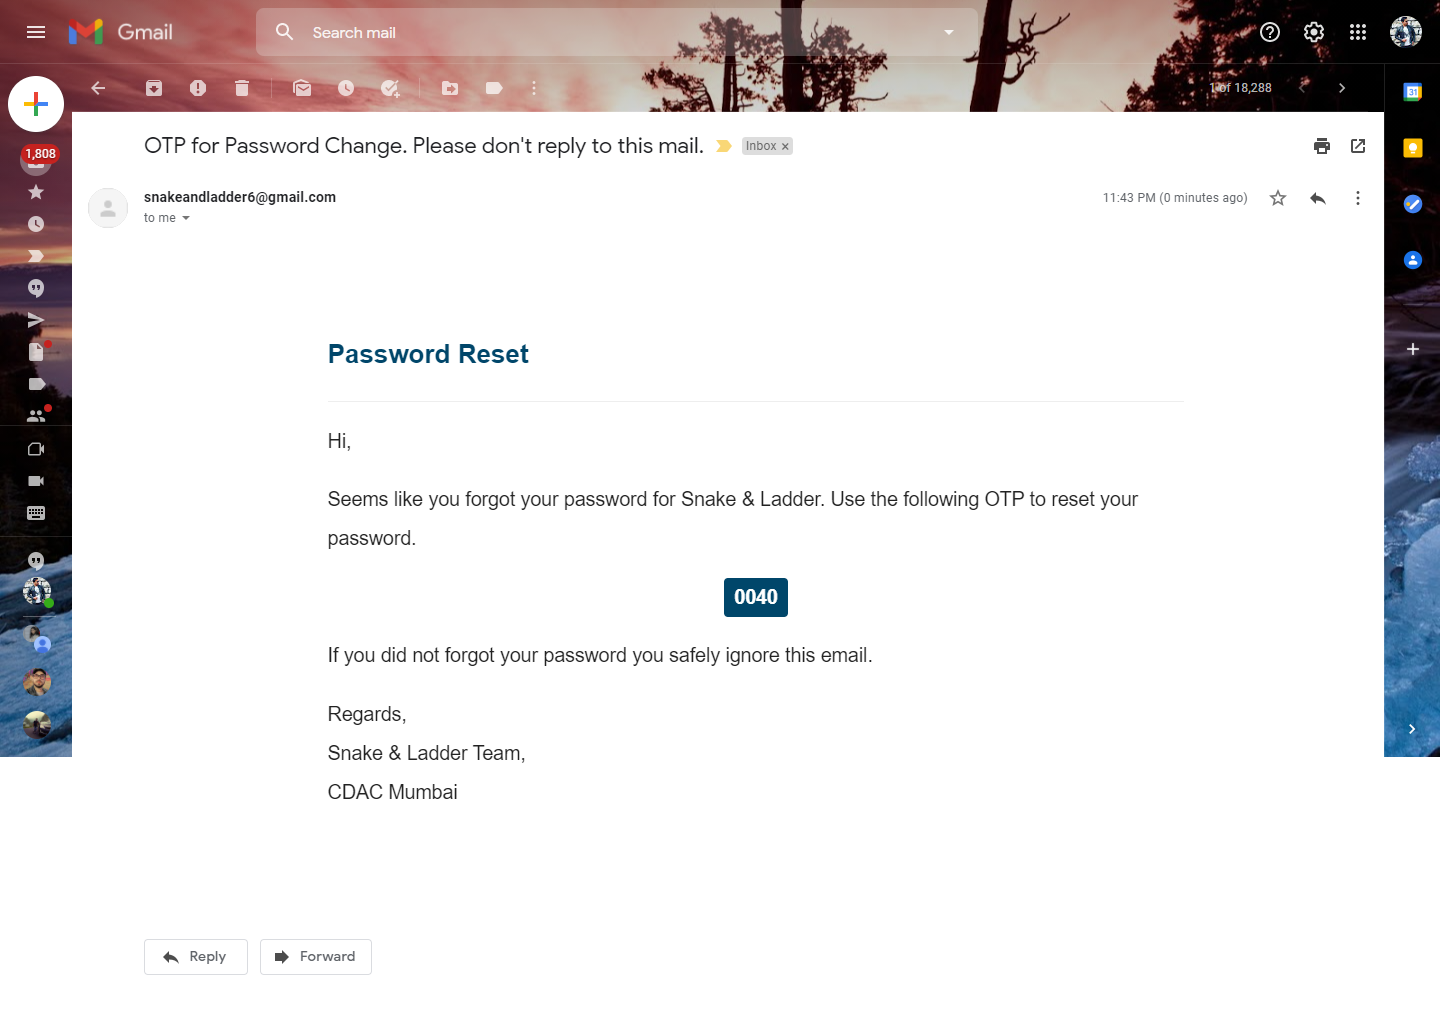 Gmail
Search mail
1 of 18,288
31
1,808
OTP for Password Change. Please don't reply to this mail.
Inbox ×
snakeandladder6@gmail.com
11:43 PM (0 minutes ago)
to me
Password Reset
Hi,
Seems like you forgot your password for Snake & Ladder. Use the following OTP to reset your
password.
0040
If you did not forgot your password you safely ignore this email.
Regards,
Snake & Ladder Team,
CDAC Mumbai
Reply
Forward